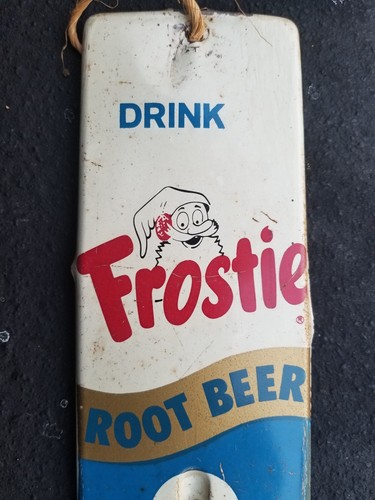 DRINK
Frostie
®
ROOT BEER